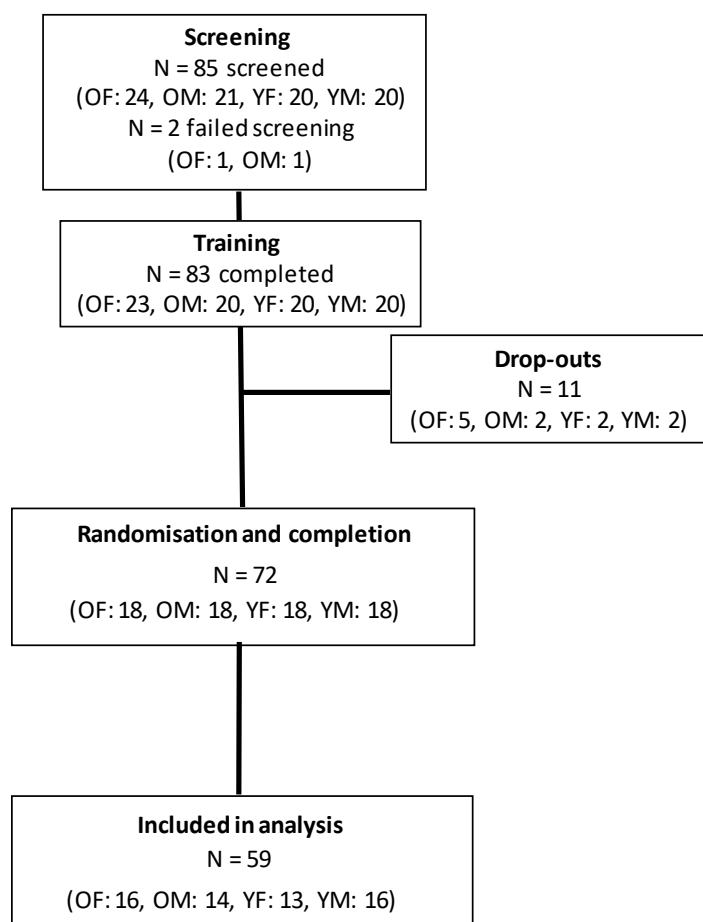 Screening
N = 85 screened
(OF: 24, OM: 21, YF: 20, YM: 20)
N = 2 failed screening
(OF: 1, OM: 1)
Training
N = 83 completed
(OF: 23, OM: 20, YF: 20, YM: 20)
Drop-outs
N = 11
(OF: 5, OM: 2, YF: 2, YM: 2)
Randomisation and completion
N = 72
(OF: 18, OM: 18, YF: 18, YM: 18)
Included in analysis
N = 59
(OF: 16, OM: 14, YF: 13, YM: 16)